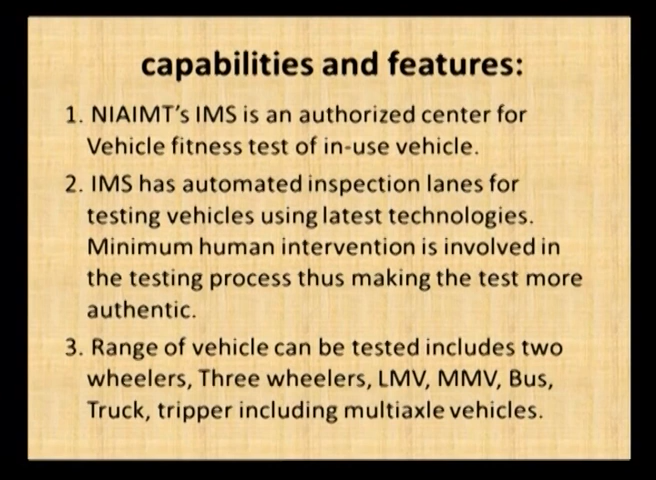 capabilities and features:
1. NIAIMT's IMS is an authorized center for
Vehicle fitness test of in-use vehicle.
2. IMS has automated inspection lanes for
testing vehicles using latest technologies.
Minimum human intervention is involved in
the testing process thus making the test more
authentic.
3. Range of vehicle can be tested includes two
wheelers, Three wheelers, LMV, MMV, Bus,
Truck, tripper including multiaxle vehicles.